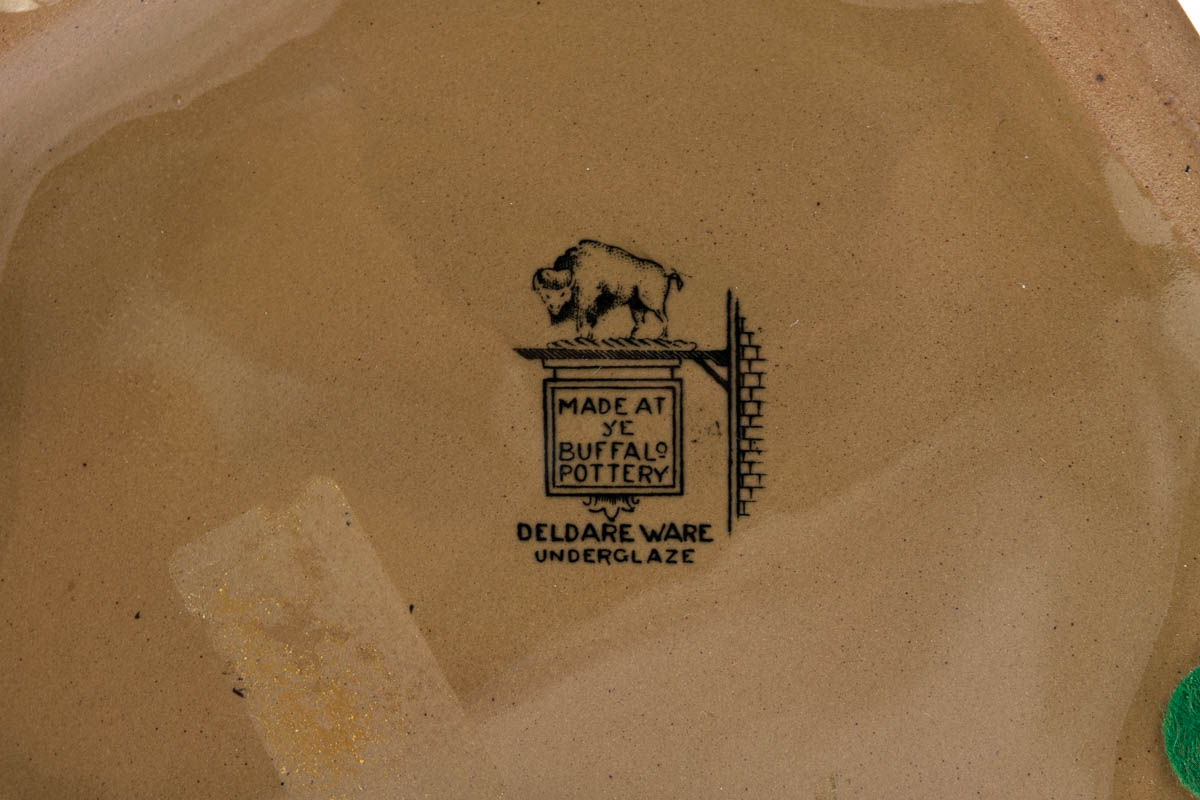 MADE AT
YE
BUFFALO
POTTERY
DELDARE WARE
UNDERGLAZE